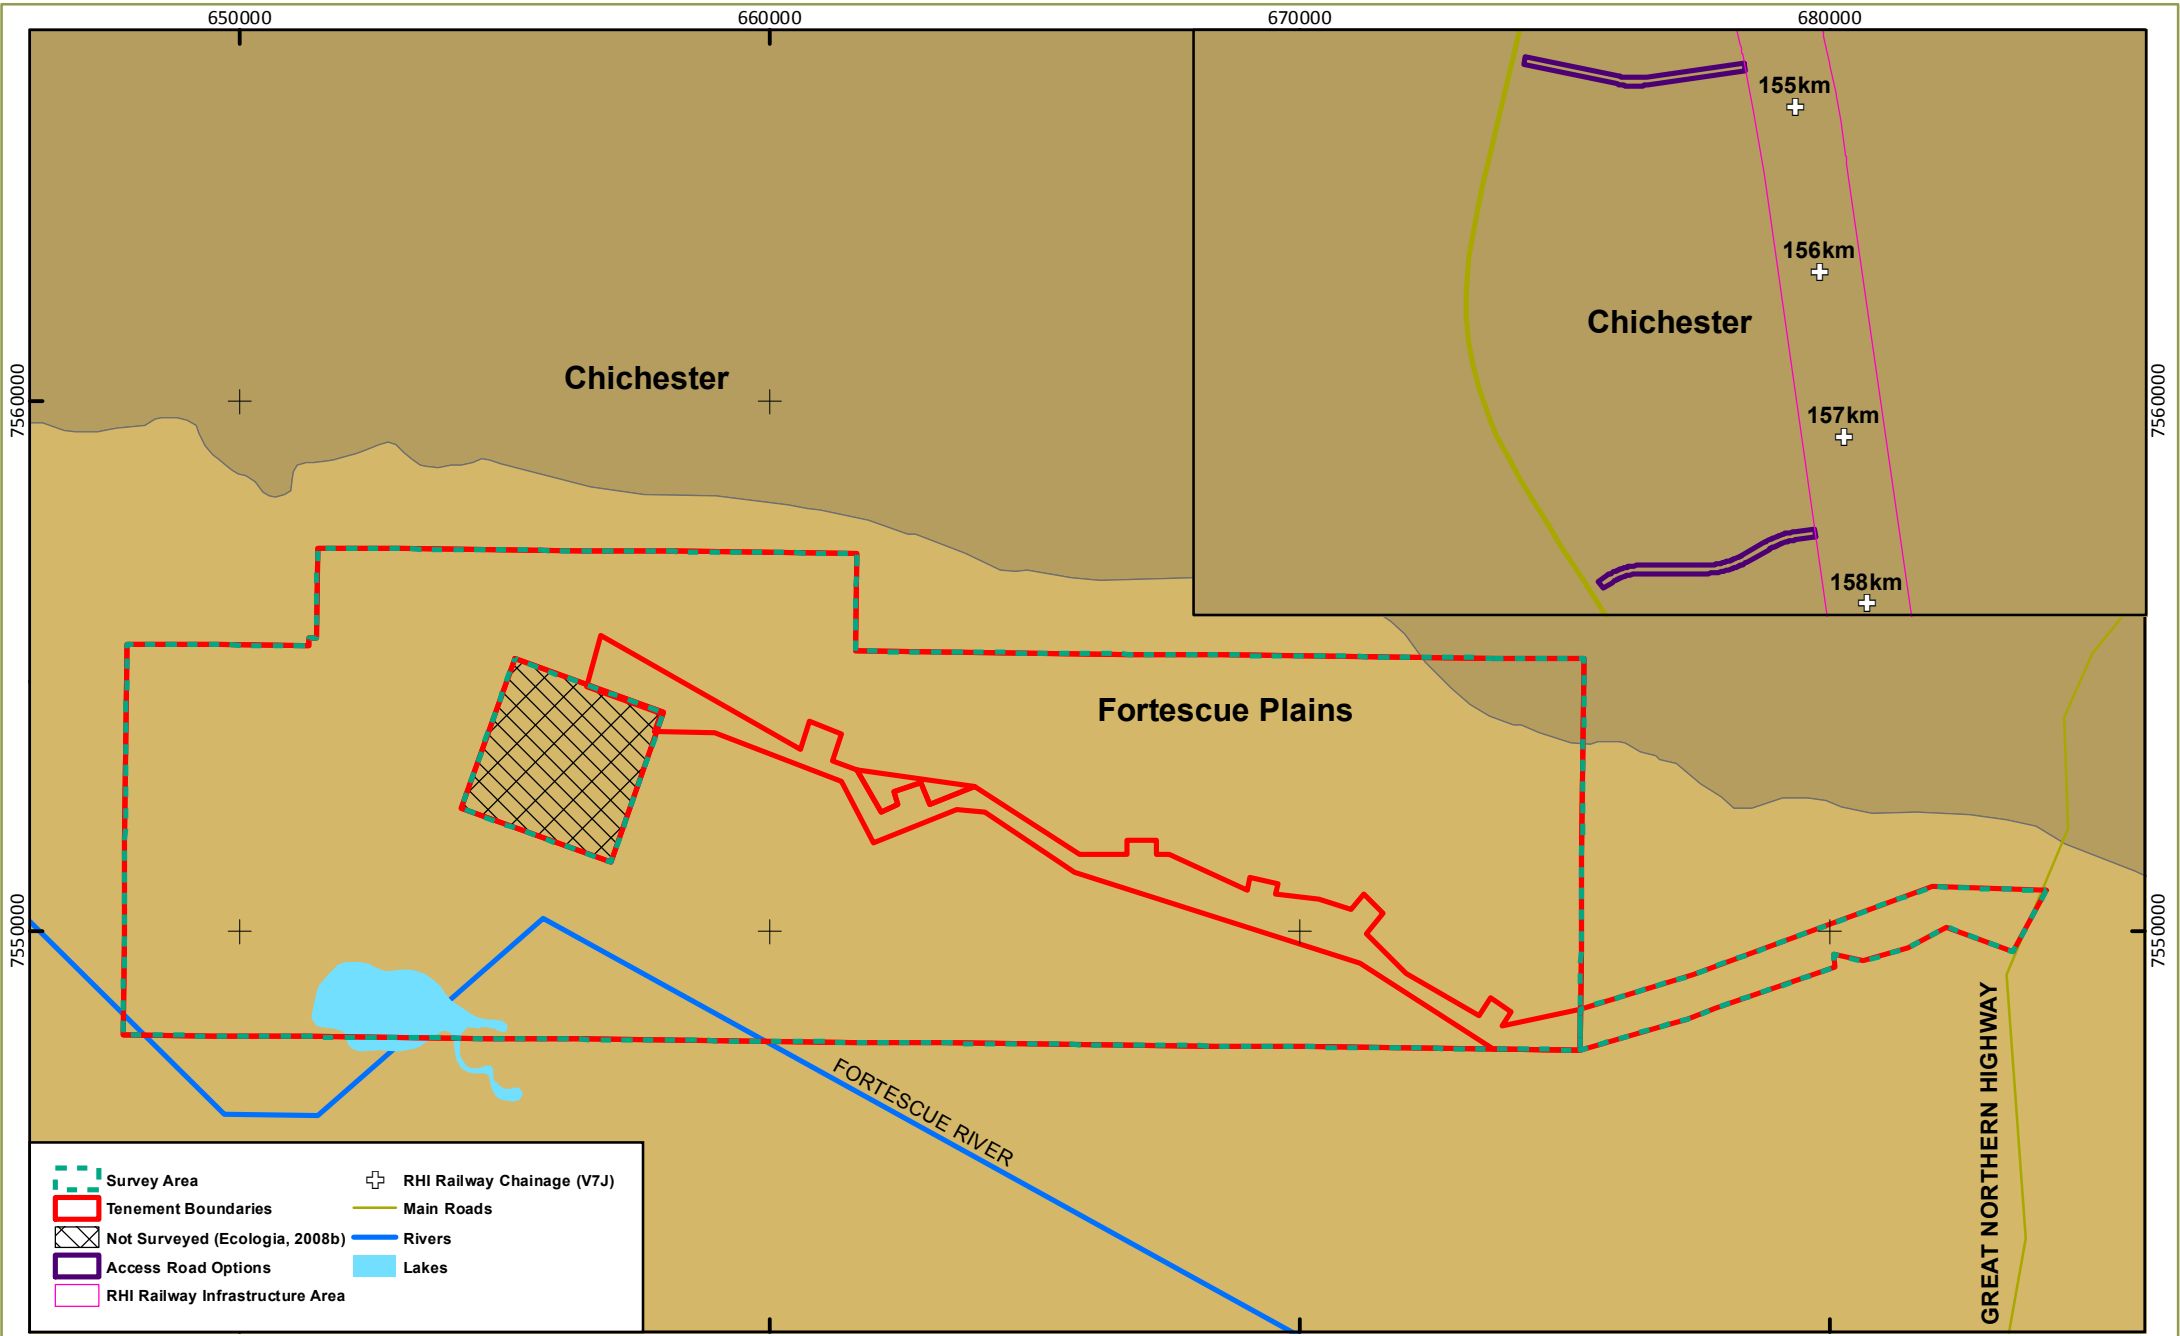 650000
660000
670000
680000
155km
156km
Chichester
Chichester
7560000
7560000
157km
158km
Fortescue Plains
7550000
7550000
FORTESCUE RIVER
GREAT NORTHERN HIGHWAY
Survey Area
Tenement Boundaries
Not Surveyed (Ecologia, 2008b)
Access Road Options
RHI Railway Infrastructure Area
RHI Railway Chainage (V7J)
Main Roads
Rivers
Lakes